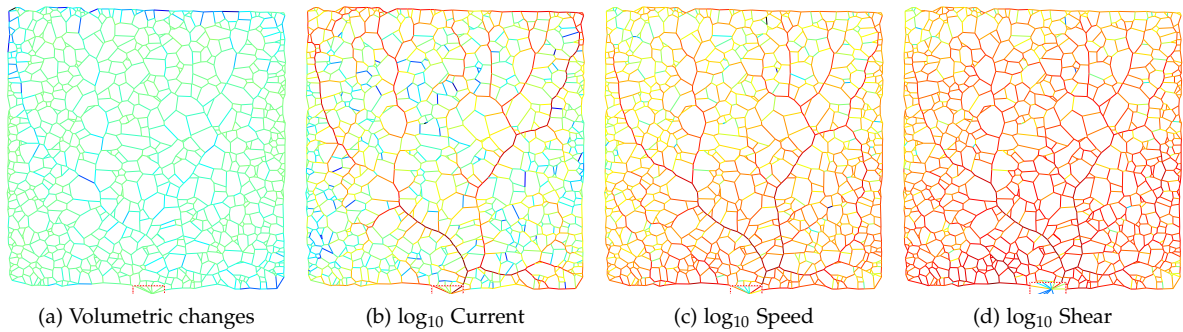 (a) Volumetric changes
(b) log₁₀ Current
(c) log₁₀ Speed
(d) log₁₀ Shear